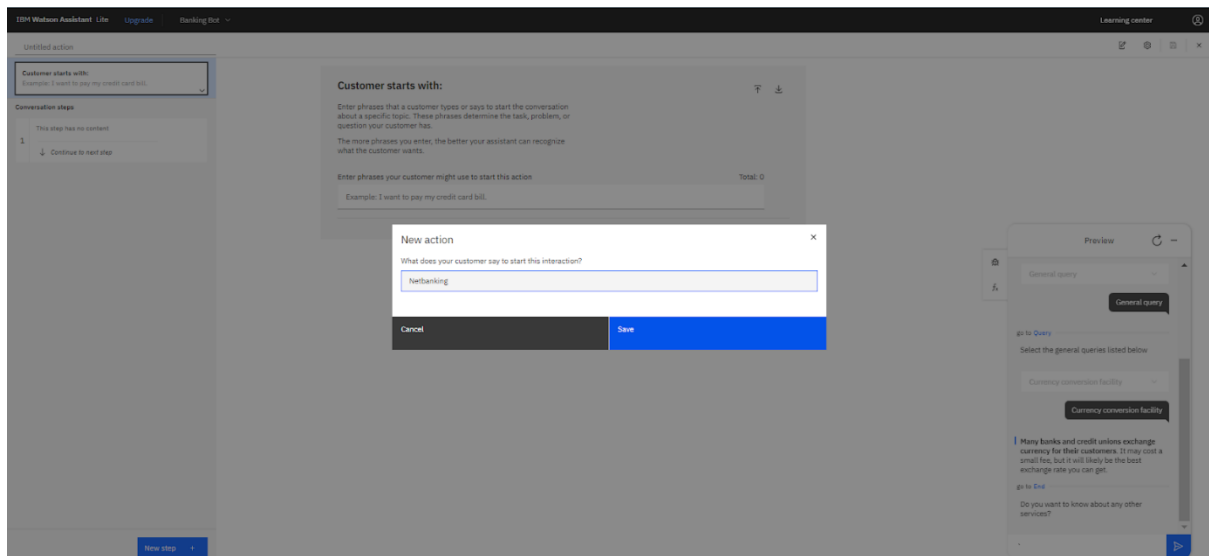 IBM Watson Assistant Lite Upgrade Banking Bot Learning center
Untitled action
Customer starts with:
Example: I want to pay my credit card bill.
Conversation steps
This step has no content
1
Continue to next step
New step +
Customer starts with:
Enter phrases that a customer types or says to start the conversation
about a specific topic. These phrases determine the task, problem, or
question your customer has.
The more phrases you enter, the better your assistant can recognize
what the customer wants.
Enter phrases your customer might use to start this action Total: 0
Example: I want to pay my credit card bill.
New action
What does your customer say to start this interaction?
Netbanking
Cancel Save
Preview
General query
General query
go to Query
Select the general queries listed below
Currency conversion facility
Currency conversion facility
Many banks and credit unions exchange
currency for their customers. It may cost a
small fee, but it will likely be the best
exchange rate you can get.
go to End
Do you want to know about any other
services?